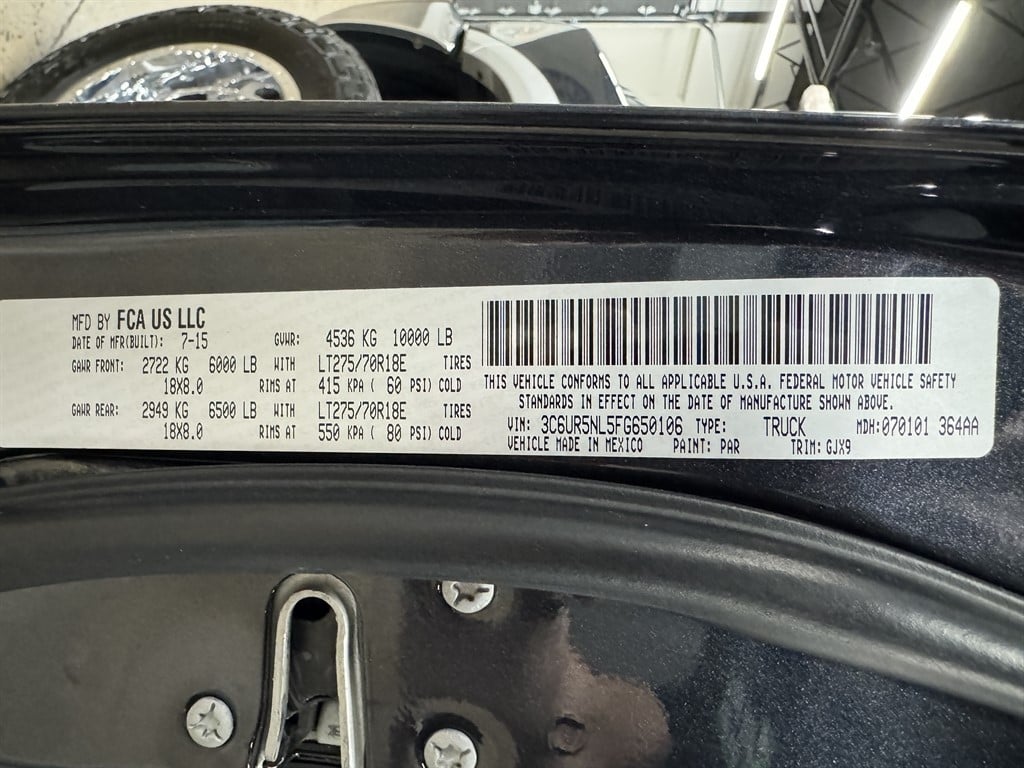 MFD BY FCA US LLC
DATE OF MFR(BUILT): 7-15 GVWR: 4536 KG 10000 LB
GAWR FRONT: 2722 KG 6000 LB WITH LT275/70R18E TIRES
18X8.0 RIMS AT 415 KPA ( 60 PSI) COLD
GAWR REAR: 2949 KG 6500 LB WITH LT275/70R18E TIRES
18X8.0 RIMS AT 550 KPA ( 80 PSI) COLD
THIS VEHICLE CONFORMS TO ALL APPLICABLE U.S.A. FEDERAL MOTOR VEHICLE SAFETY
STANDARDS IN EFFECT ON THE DATE OF MANUFACTURE SHOWN ABOVE.
VIN: 3C6UR5NL5FG650106 TYPE: TRUCK MDH:070101 364AA
VEHICLE MADE IN MEXICO PAINT: PAR TRIM: GJX9